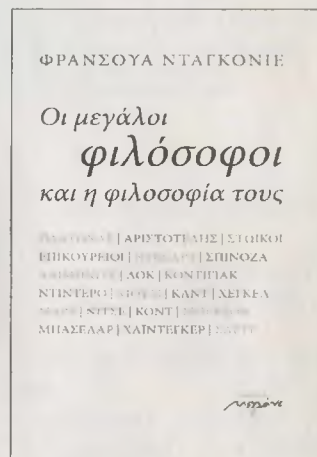 ΦΡΑΝΣΟΥΑ ΝΤΑΓΚΟΝΙΕ
Οι μεγάλοι
φιλόσοφοι
και η φιλοσοφία τους
| ΑΡΙΣΤΟΤΕΛΗΣ | ΣΤΩΙΚΟΙ
ΕΠΙΚΟΥΡΕΙΟΙ | | ΣΠΙΝΟΖΑ
| ΛΟΚ | ΚΟΝΤΙΓΙΑΚ
ΝΤΙΝΤΕΡΟ | | ΚΑΝΤ | ΧΕΓΚΕΛ
| ΝΙΤΣΕ | ΚΟΝΤ |
ΜΠΑΣΕΛΑΡ | ΧΑΪΝΤΕΓΚΕΡ |